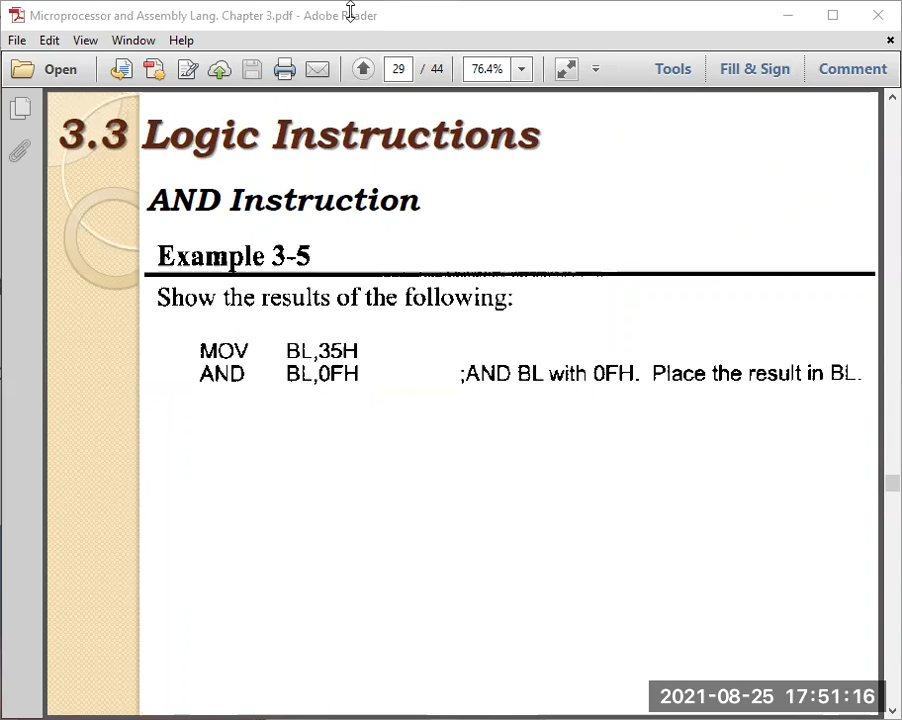 Microprocessor and Assembly Lang. Chapter 3.pdf - Adobe Reader
File Edit View Window Help
Open 29 / 44 76.4% Tools Fill & Sign Comment
3.3 Logic Instructions
AND Instruction
Example 3-5
Show the results of the following:
MOV BL,35H
AND BL,0FH ;AND BL with 0FH. Place the result in BL.
2021-08-25 17:51:16